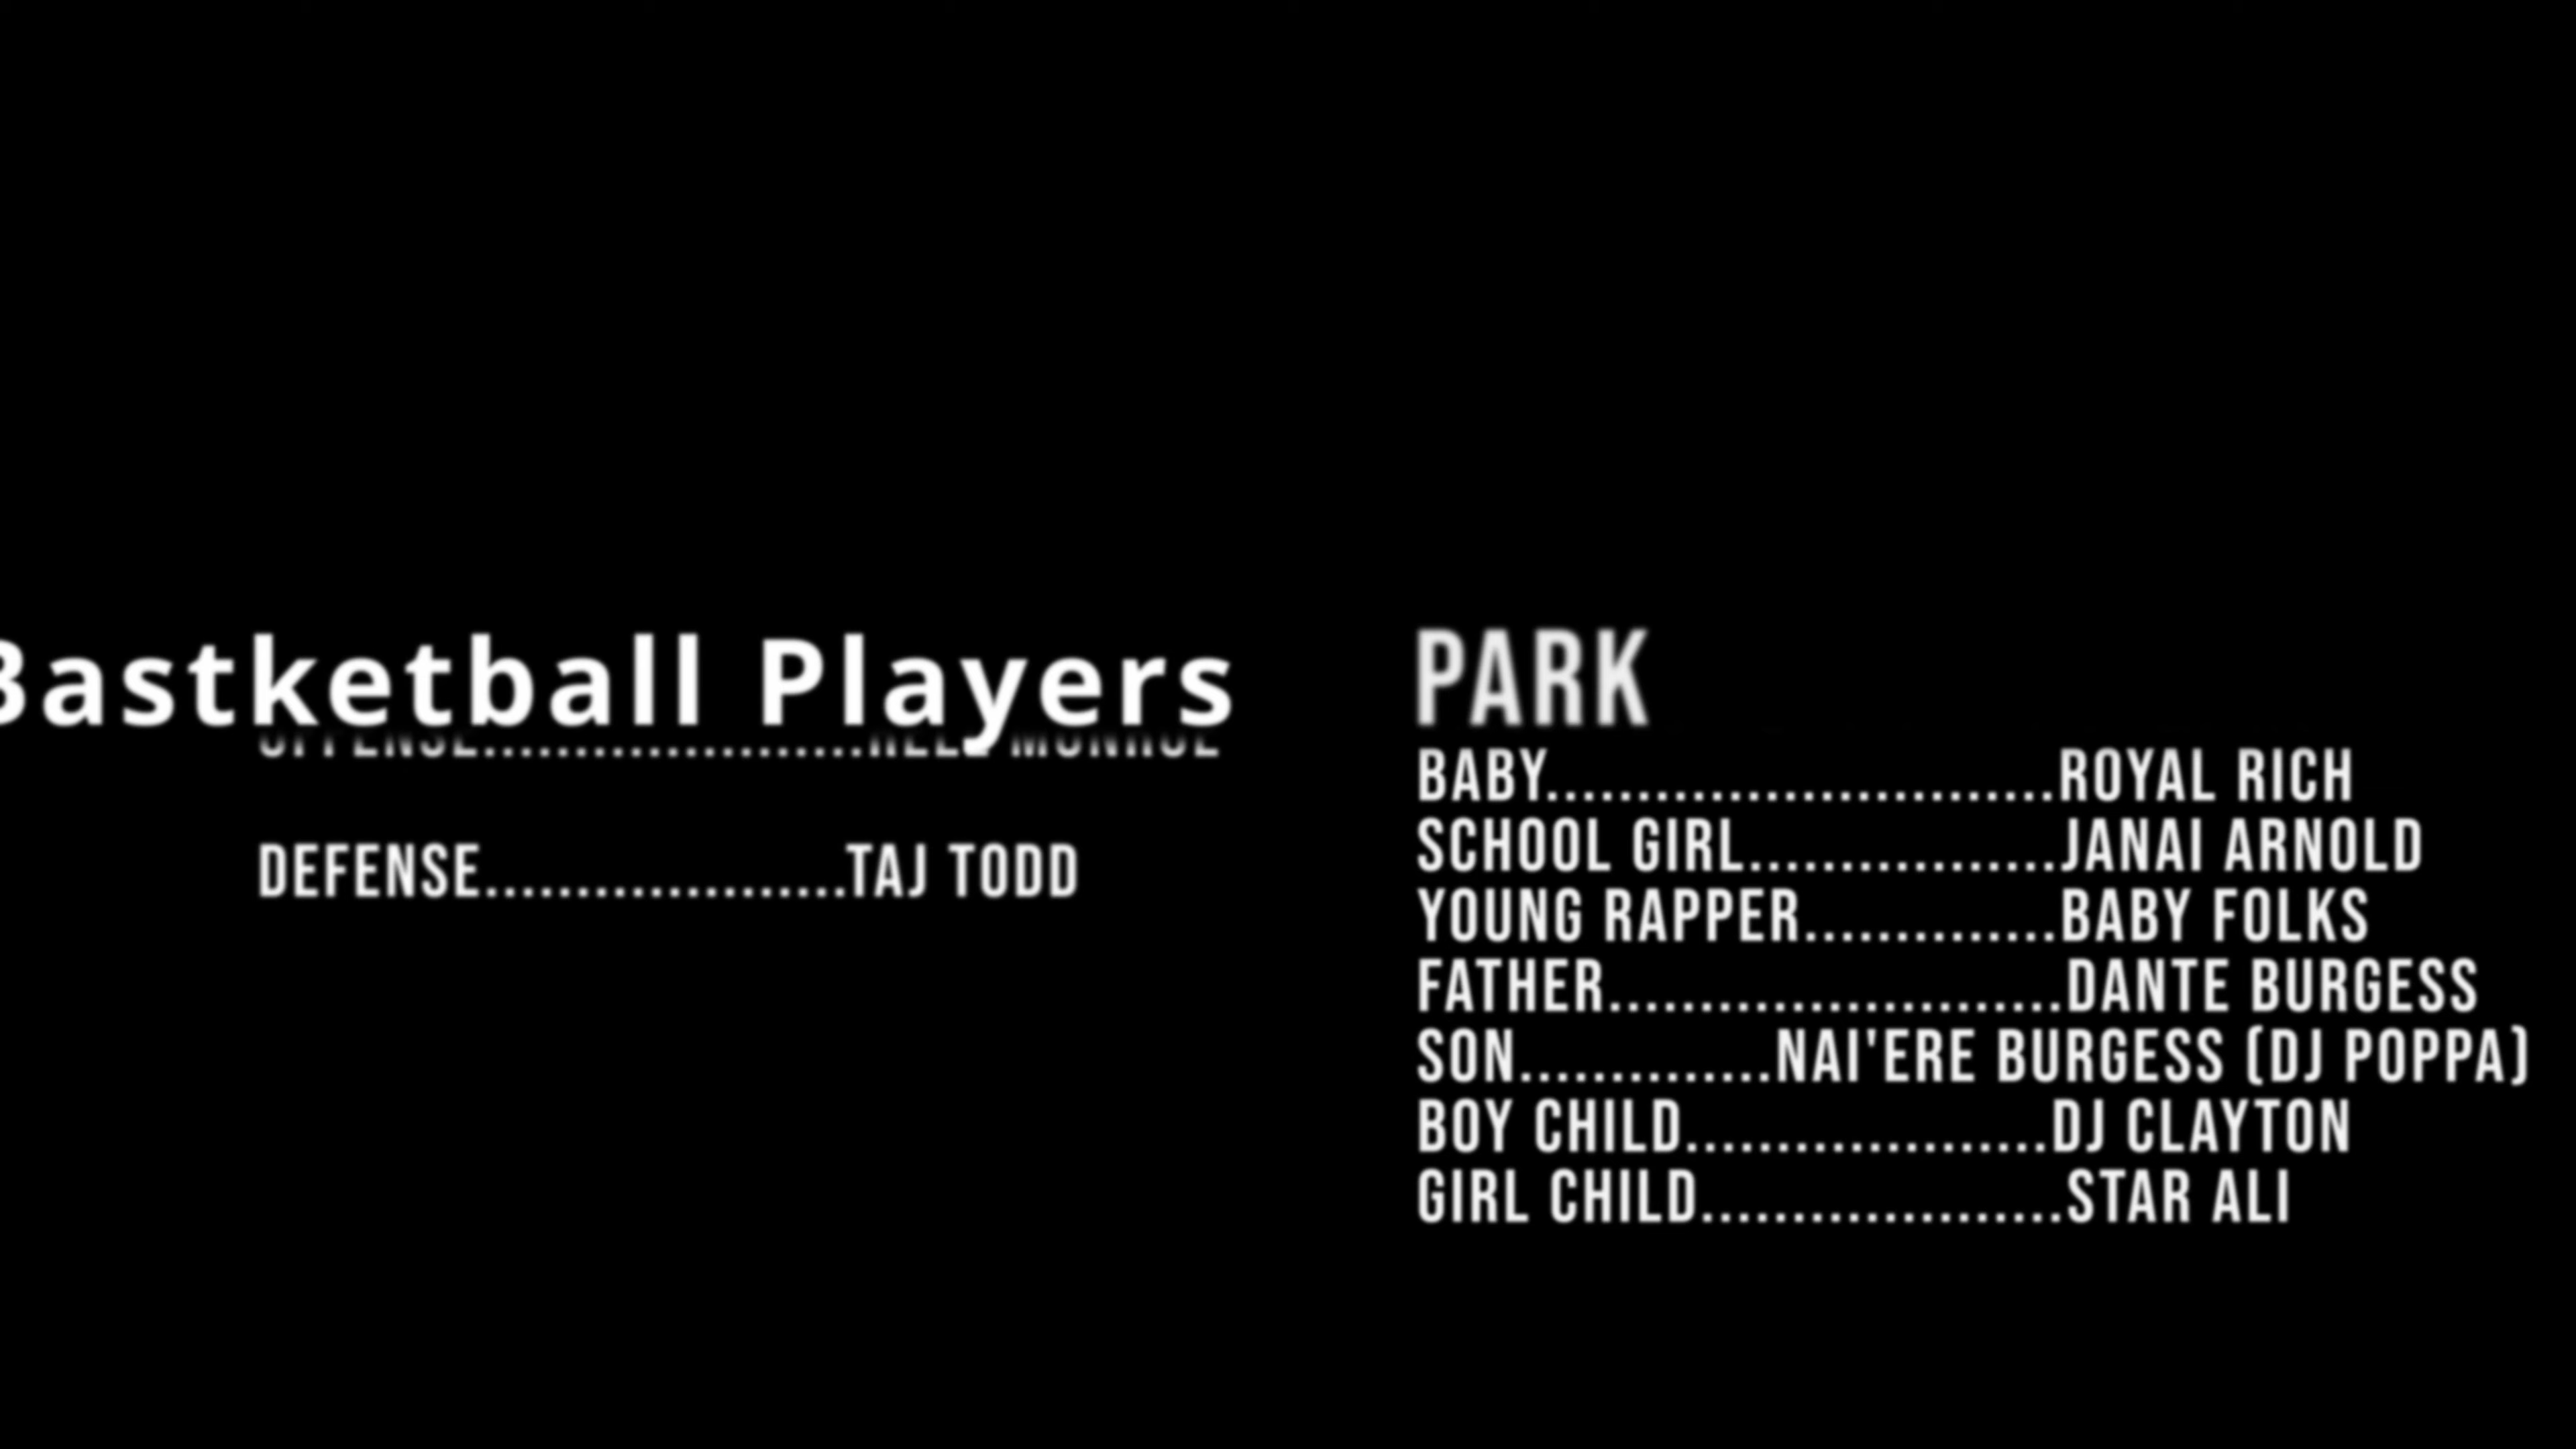 Bastketball Players
OFFENSE.....................
DEFENSE....................TAJ TODD
PARK
BABY............................ROYAL RICH
SCHOOL GIRL.................JANAI ARNOLD
YOUNG RAPPER..............BABY FOLKS
FATHER.........................DANTE BURGESS
SON..............NAI'ERE BURGESS (DJ POPPA)
BOY CHILD....................DJ CLAYTON
GIRL CHILD....................STAR ALI